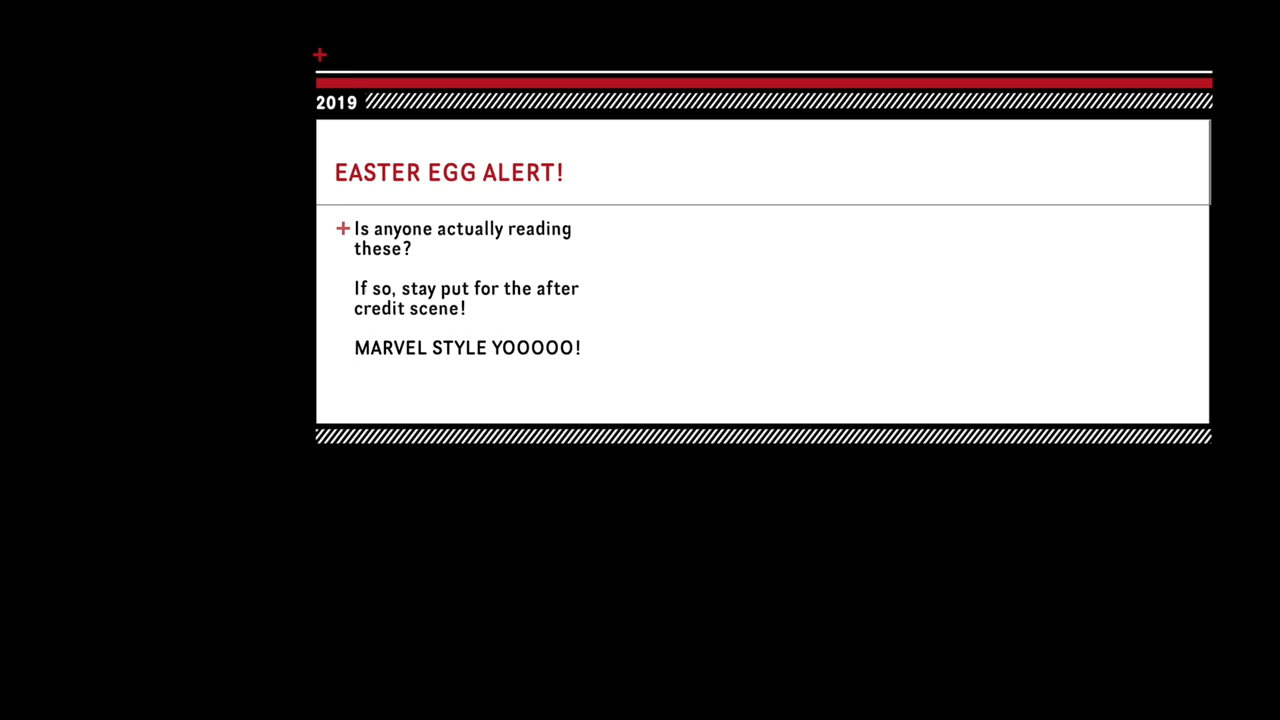 2019
EASTER EGG ALERT!
Is anyone actually reading
these?
If so, stay put for the after
credit scene!
MARVEL STYLE YOOOOO!